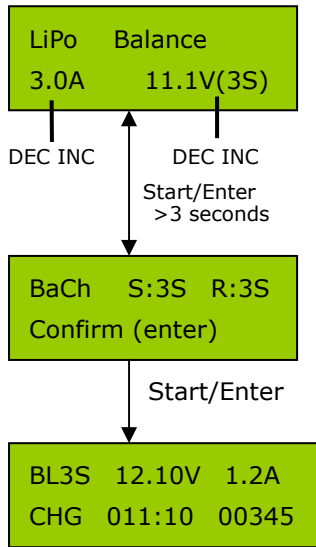 LiPo Balance
3.0A 11.1V(3S)
DEC INC DEC INC
Start/Enter
>3 seconds
BaCh S:3S R:3S
Confirm (enter)
Start/Enter
BL3S 12.10V 1.2A
CHG 011:10 00345